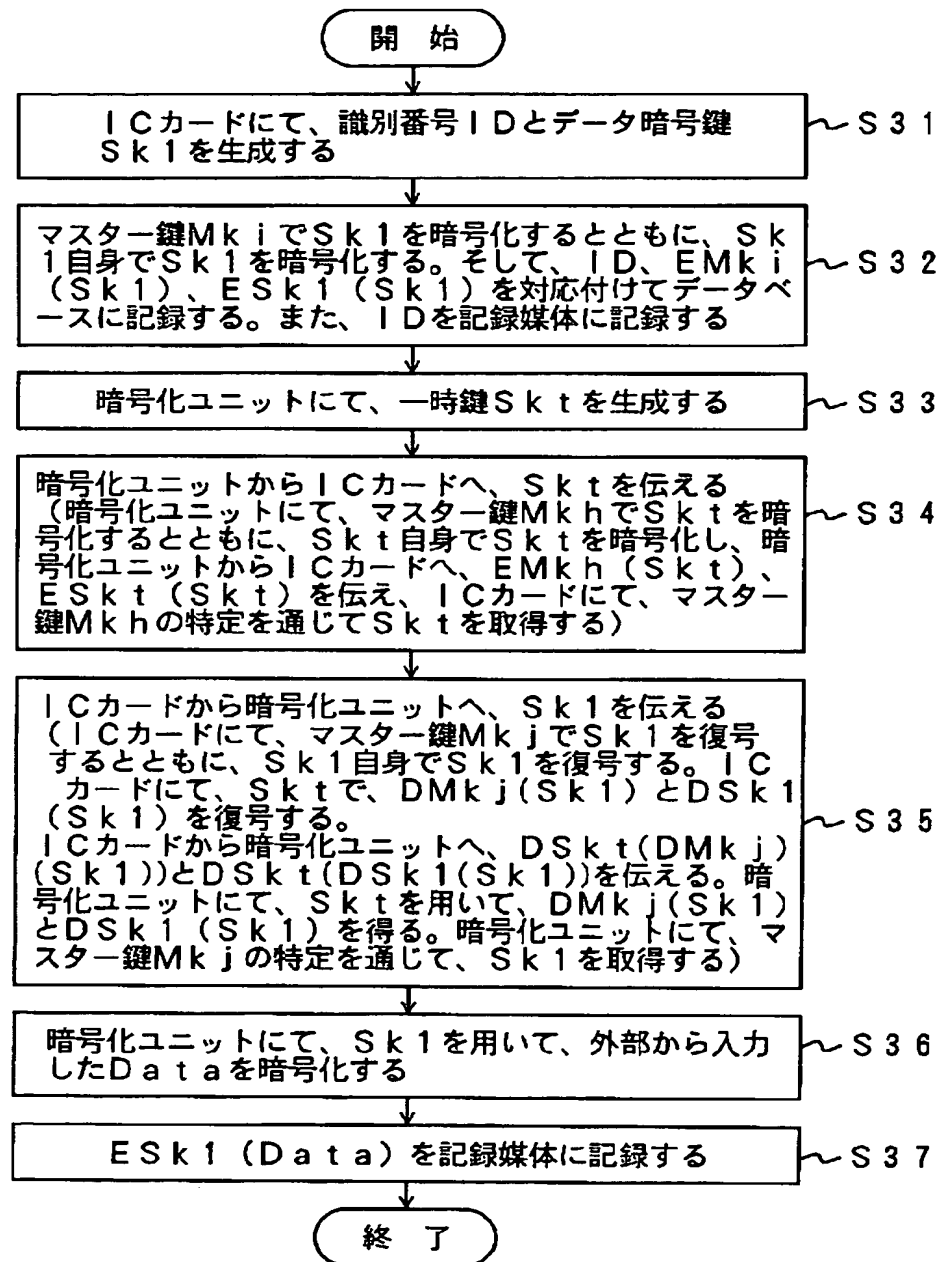 開 始
ICカードにて、識別番号IDとデータ暗号鍵
Sk1を生成する
S31
マスター鍵MkiでSk1を暗号化するとともに、Sk
1自身でSk1を暗号化する。そして、ID、EMki
(Sk1)、ESk1(Sk1)を対応付けてデータベ
ースに記録する。また、IDを記録媒体に記録する
S32
暗号化ユニットにて、一時鍵Sktを生成する
S33
暗号化ユニットからICカードへ、Sktを伝える
(暗号化ユニットにて、マスター鍵MkhでSktを暗
号化するとともに、Skt自身でSktを暗号化し、暗
号化ユニットからICカードへ、EMkh(Skt)、
ESkt(Skt)を伝え、ICカードにて、マスター
鍵Mkhの特定を通じてSktを取得する)
S34
ICカードから暗号化ユニットへ、Sk1を伝える
(ICカードにて、マスター鍵MkjでSk1を復号
するとともに、Sk1自身でSk1を復号する。IC
カードにて、Sktで、DMkj(Sk1)とDSk1
(Sk1)を復号する。
ICカードから暗号化ユニットへ、DSkt(DMkj)
(Sk1))とDSkt(DSk1(Sk1))を伝える。暗
号化ユニットにて、Sktを用いて、DMkj(Sk1)
とDSk1(Sk1)を得る。暗号化ユニットにて、マ
スター鍵Mkjの特定を通じて、Sk1を取得する)
S35
暗号化ユニットにて、Sk1を用いて、外部から入力
したDataを暗号化する
S36
ESk1(Data)を記録媒体に記録する
S37
終 了